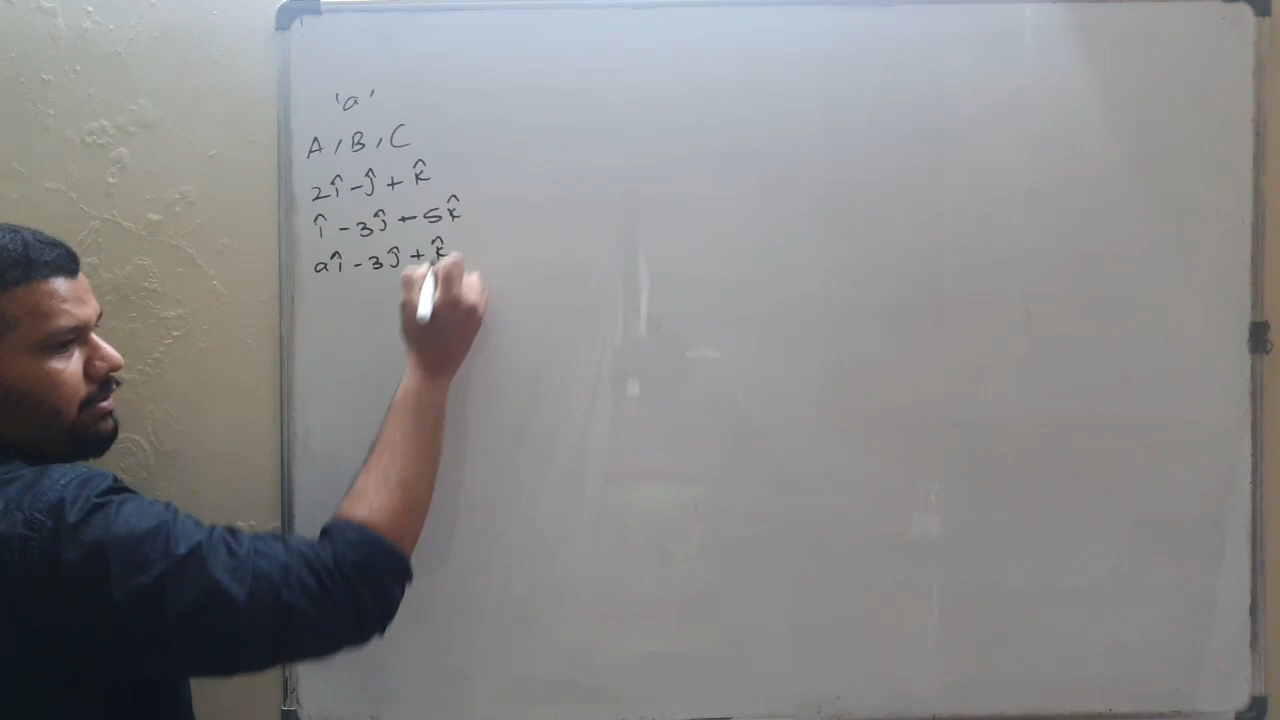 'a'
A, B, C
2î - ĵ + k̂
î - 3ĵ - 5k̂
aî - 3ĵ + k̂